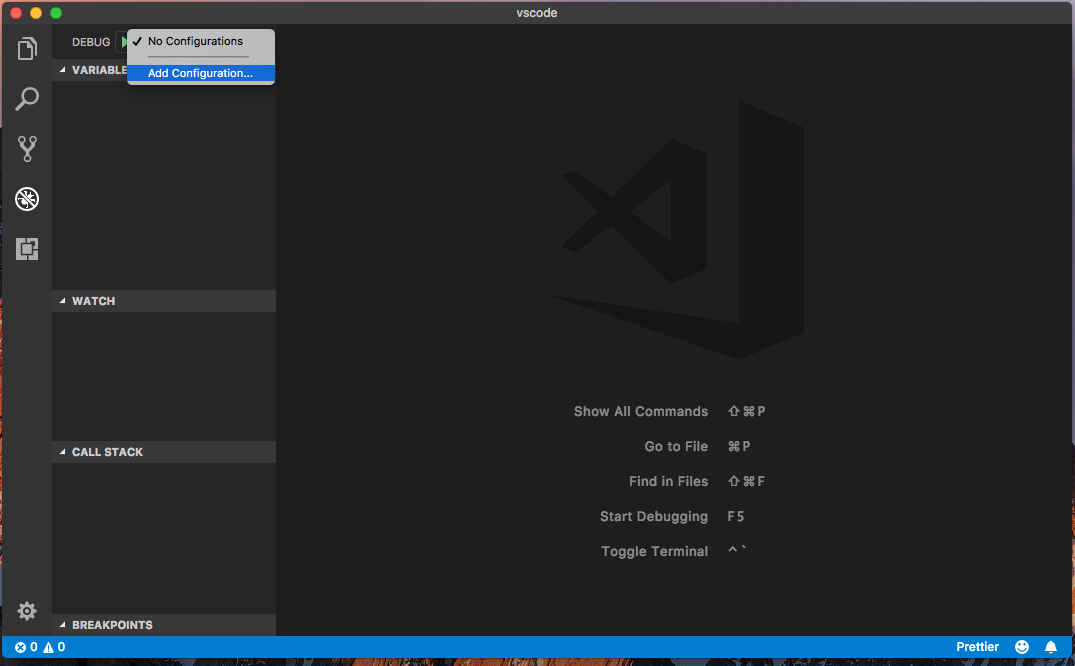 vscode
DEBUG
✓ No Configurations
Add Configuration...
VARIABLE
WATCH
CALL STACK
BREAKPOINTS
Show All Commands ⇧⌘P
Go to File ⌘P
Find in Files ⇧⌘F
Start Debugging F5
Toggle Terminal ^`
0 0 Prettier